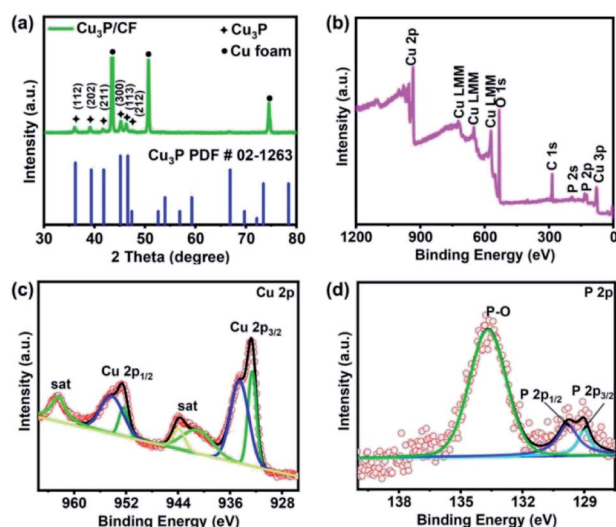 (a)
Cu₃P/CF
✦ Cu₃P
● Cu foam
(112)
(202)
(211)
(300)
(113)
(212)
Cu₃P PDF # 02-1263
Intensity (a.u.)
30 40 50 60 70 80
2 Theta (degree)
(b)
Cu 2p
Cu LMM
Cu LMM
Cu LMM
O 1s
C 1s
P 2s
P 2p
Cu 3p
Intensity (a.u.)
1200 900 600 300 0
Binding Energy (eV)
(c)
Cu 2p
Cu 2p₃/₂
Cu 2p₁/₂
sat
sat
Intensity (a.u.)
960 952 944 936 928
Binding Energy (eV)
(d)
P 2p
P-O
P 2p₁/₂
P 2p₃/₂
Intensity (a.u.)
138 135 133 131 129
Binding Energy (eV)